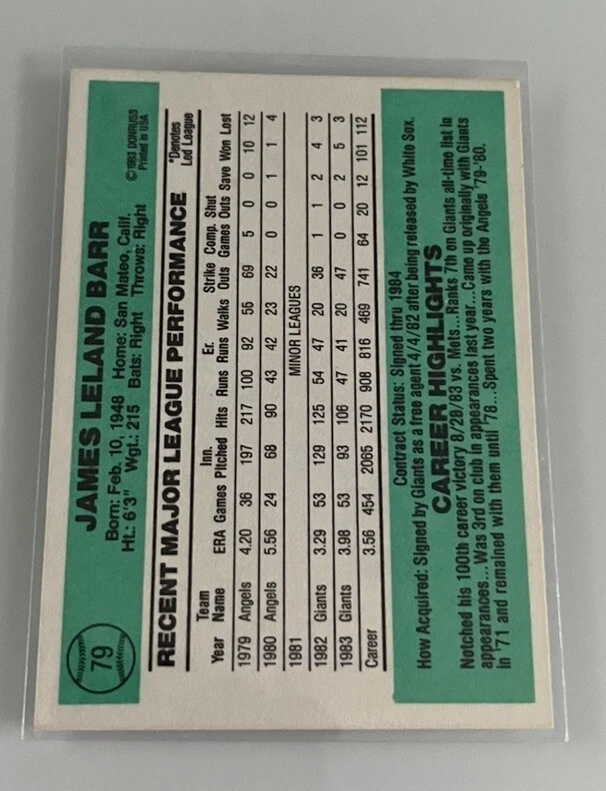 79
JAMES LELAND BARR
Born: Feb. 10, 1948 Home: San Mateo, Calif.
Ht.: 6'3" Wgt.: 215 Bats: Right Throws: Right
©1983 DONRUSS
Printed in USA
RECENT MAJOR LEAGUE PERFORMANCE
*Denotes
Led League
Team Inn. Er. Strike Comp. Shut
Year Name ERA Games Pitched Hits Runs Runs Walks Outs Games Outs Save Won Lost
1979 Angels 4.20 36 197 217 100 92 55 69 5 0 0 10 12
1980 Angels 5.56 24 68 90 43 42 23 22 0 0 1 1 4
1981 MINOR LEAGUES
1982 Giants 3.29 53 129 125 54 47 20 36 1 1 2 4 3
1983 Giants 3.98 53 93 106 47 41 20 47 0 0 2 5 3
Career 3.56 454 2065 2170 908 816 469 741 64 20 12 101 112
Contract Status: Signed thru 1984
How Acquired: Signed by Giants as a free agent 4/4/82 after being released by White Sox.
CAREER HIGHLIGHTS
Notched his 100th career victory 8/28/83 vs. Mets...Ranks 7th on Giants all-time list in
appearances...Was 3rd on club in appearances last year...Came up originally with Giants
in '71 and remained with them until '78...Spent two years with the Angels '79-'80.